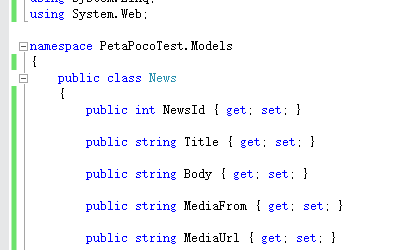 using System.Linq;
using System.Web;
namespace PetaPocoTest.Models
{
public class News
{
public int NewsId { get; set; }
public string Title { get; set; }
public string Body { get; set; }
public string MediaFrom { get; set; }
public string MediaUrl { get; set; }